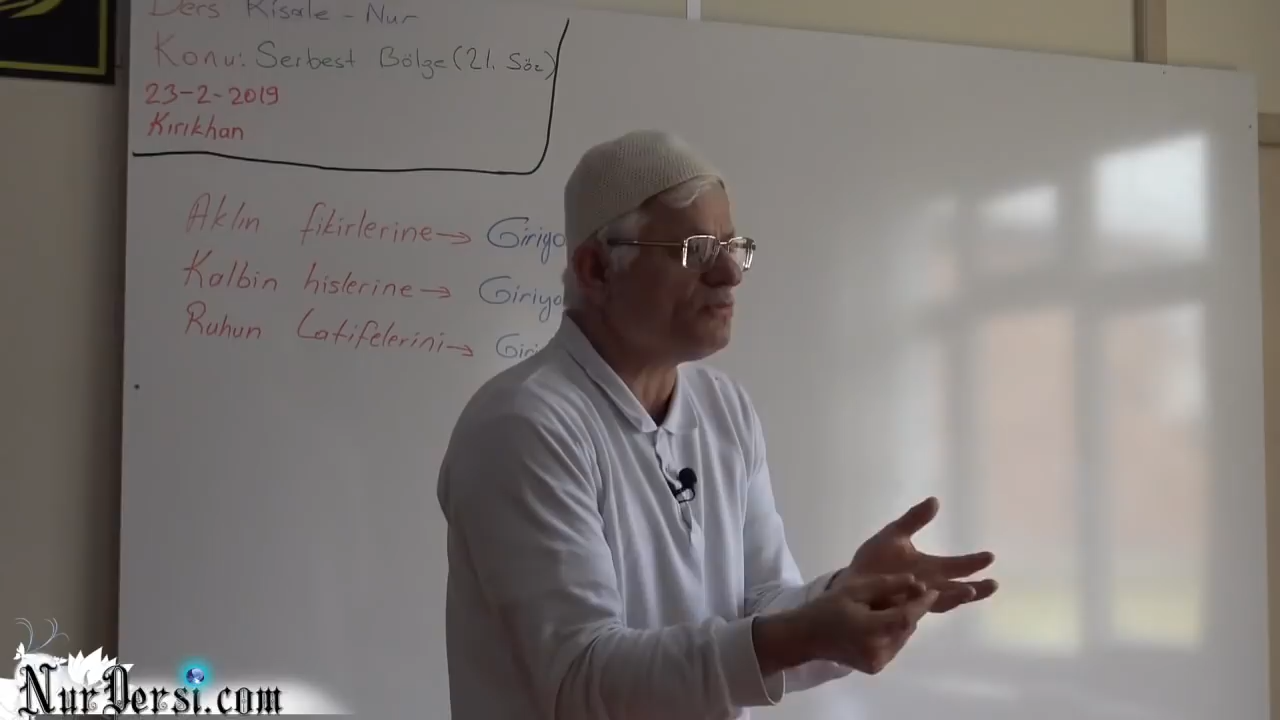 Ders Risale - Nur
Konu: Serbest Bölge (21. Söz)
23-2-2019
Kırıkhan
Aklın fikirlerine → Giriyo
Kalbin hislerine → Giriyo
Ruhun Latifelerini → Giri
NurDersi.com